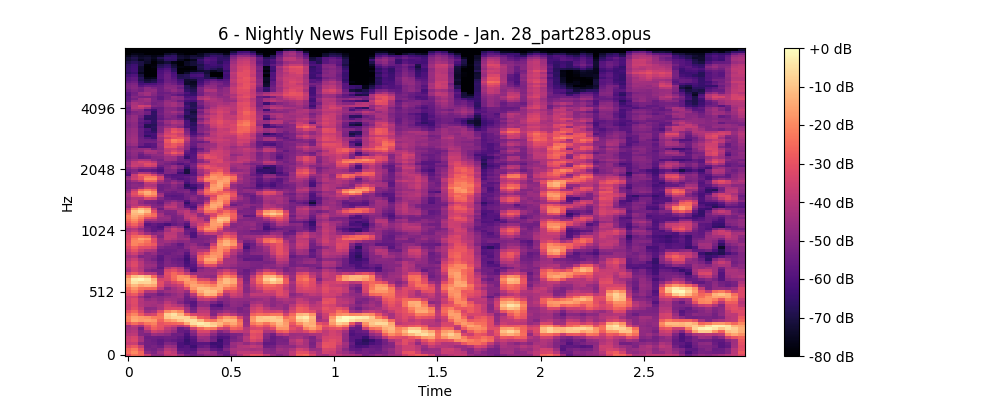 6 - Nightly News Full Episode - Jan. 28_part283.opus
Hz
4096
2048
1024
512
0
0
0.5
1
1.5
2
2.5
Time
+0 dB
-10 dB
-20 dB
-30 dB
-40 dB
-50 dB
-60 dB
-70 dB
-80 dB